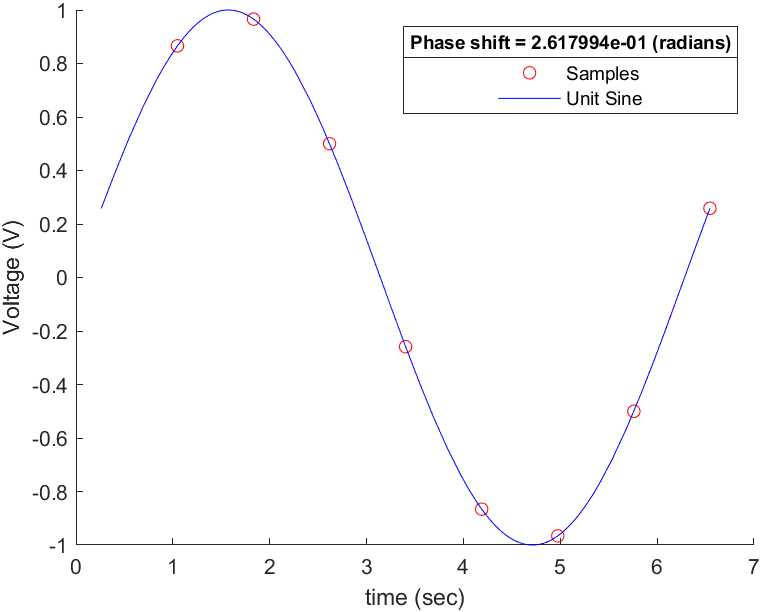 Phase shift = 2.617994e-01 (radians)
Samples
Unit Sine
1
0.8
0.6
0.4
0.2
0
-0.2
-0.4
-0.6
-0.8
-1
Voltage (V)
0 1 2 3 4 5 6 7
time (sec)